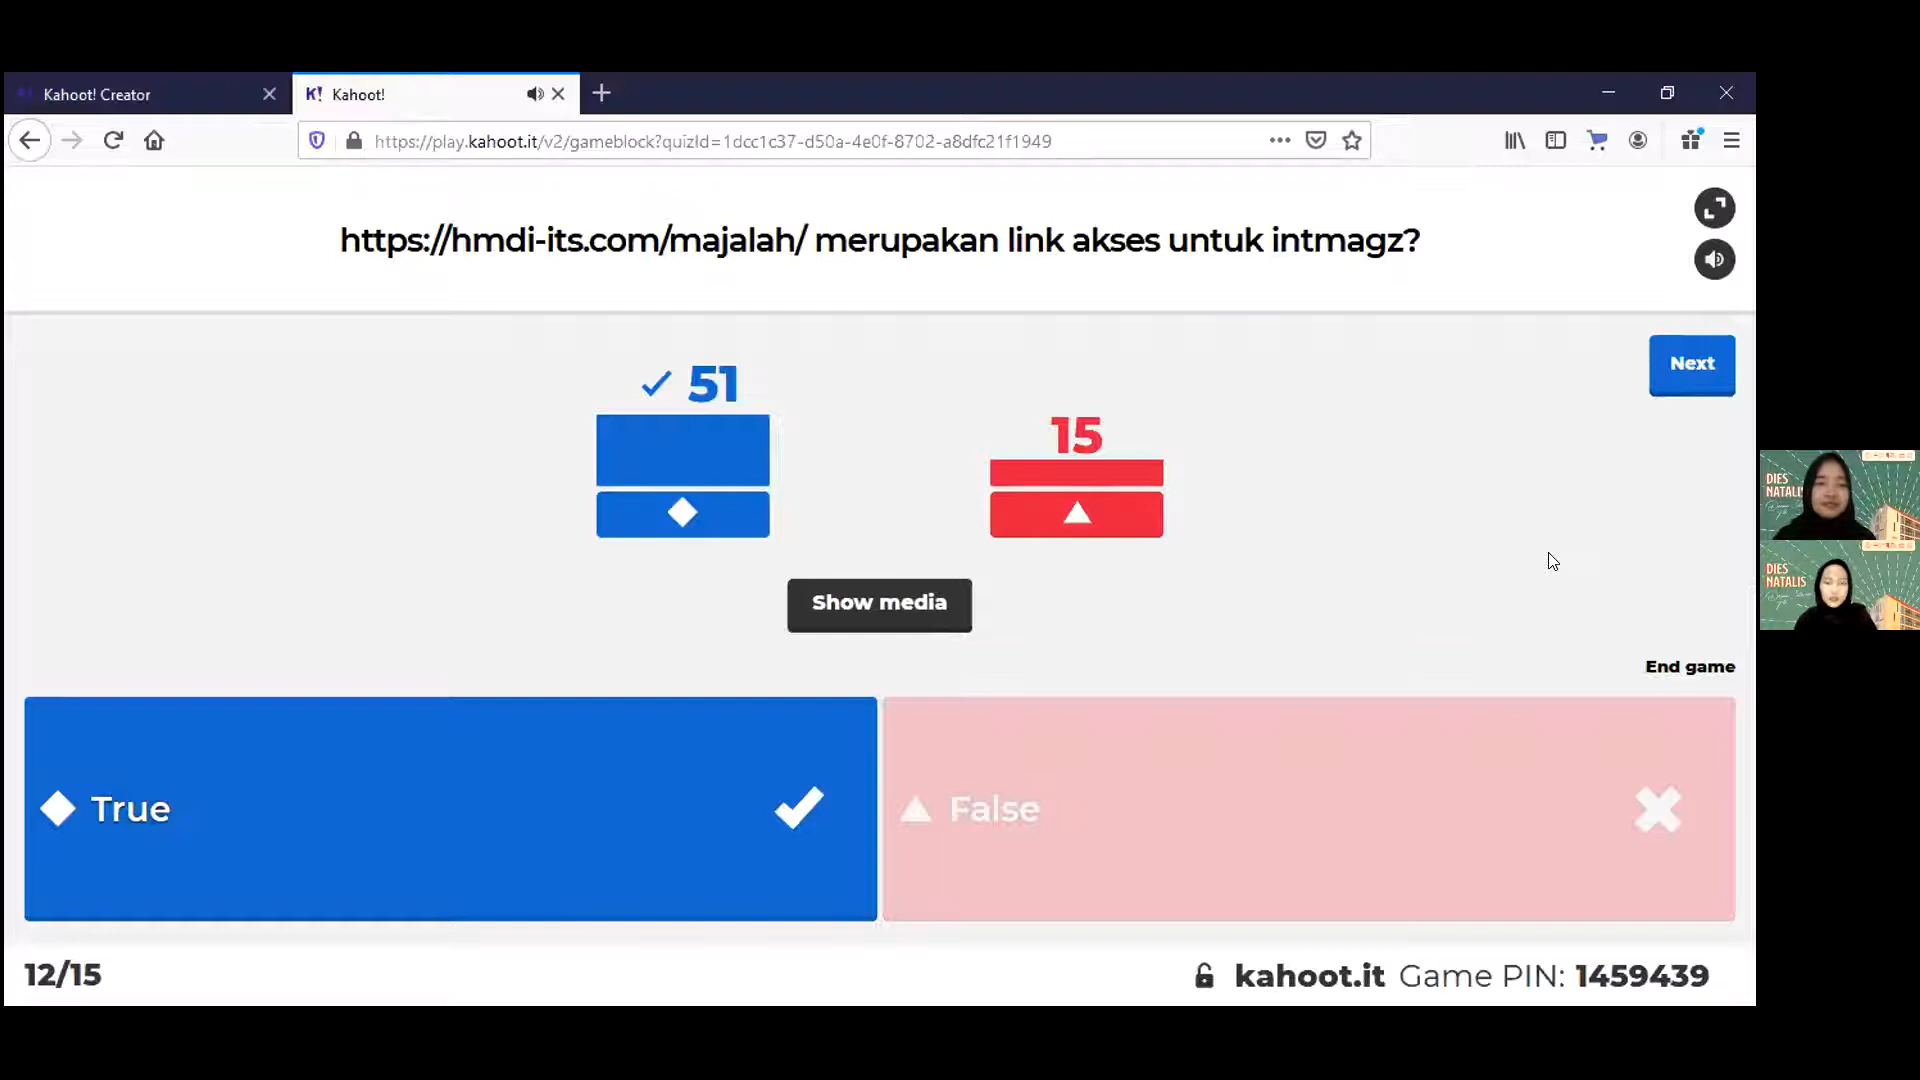 Kahoot! Creator
K! Kahoot!
https://play.kahoot.it/v2/gameblock?quizId=1dcc1c37-d50a-4e0f-8702-a8dfc21f1949
https://hmdi-its.com/majalah/ merupakan link akses untuk intmagz?
Next
51
15
Show media
End game
True
False
12/15
kahoot.it Game PIN: 1459439
DIES
NATALIS
DIES
NATALIS